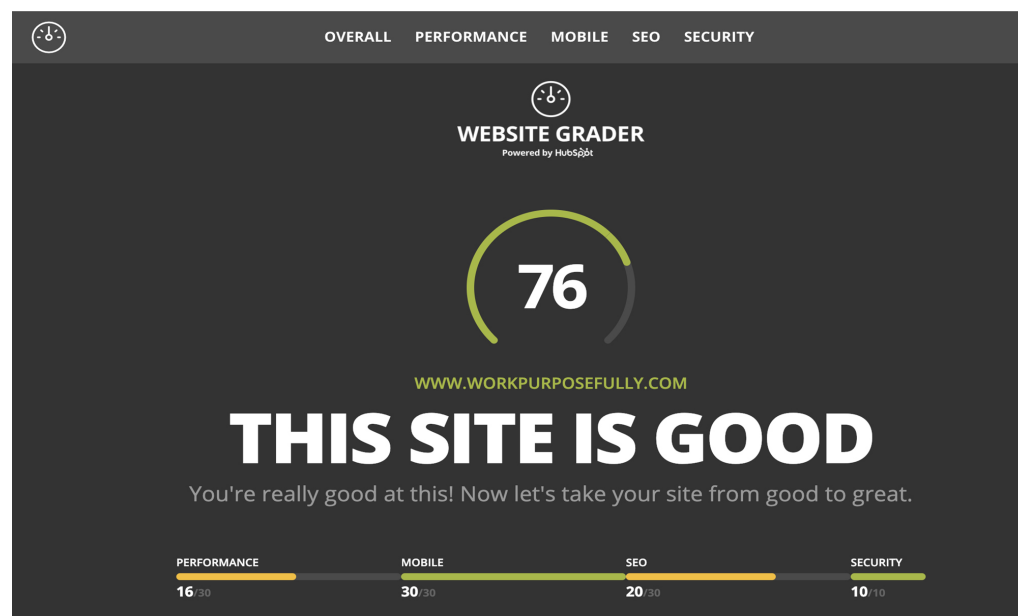 OVERALL PERFORMANCE MOBILE SEO SECURITY
WEBSITE GRADER
Powered by HubSpot
76
WWW.WORKPURPOSEFULLY.COM
THIS SITE IS GOOD
You're really good at this! Now let's take your site from good to great.
PERFORMANCE MOBILE SEO SECURITY
16/30 30/30 20/30 10/10